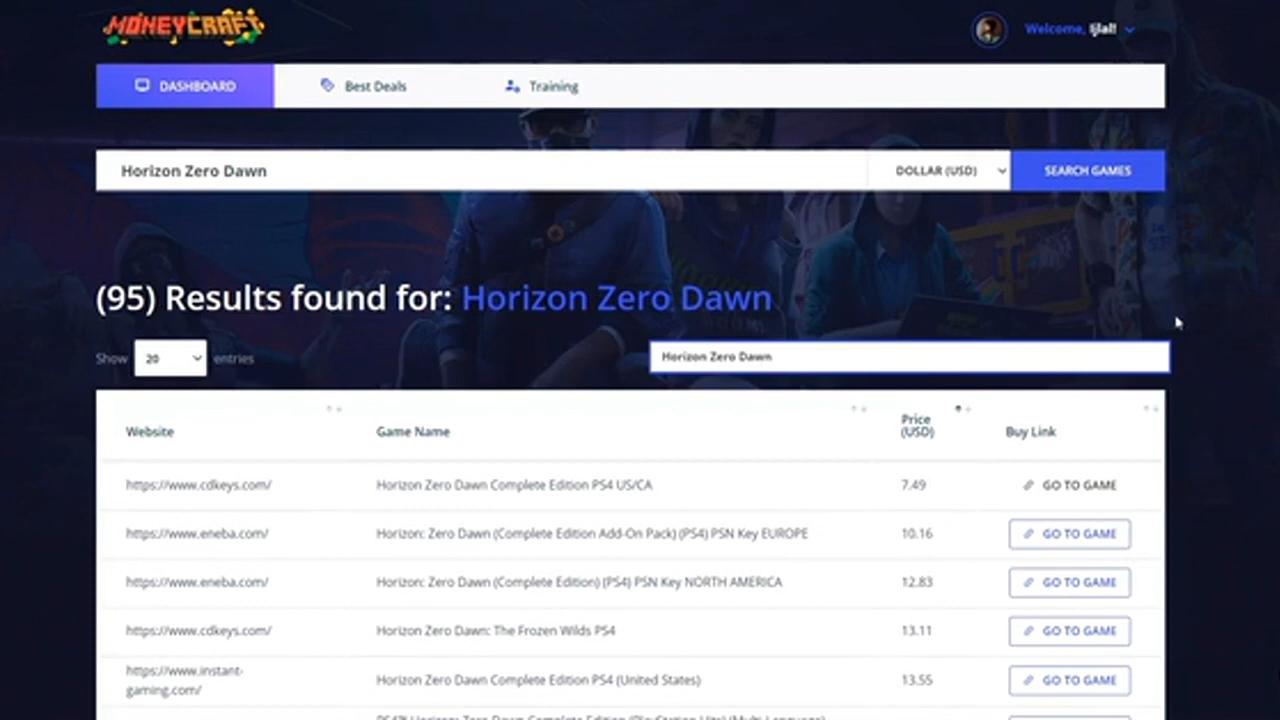 MONEYCRAFT
Welcome, Ijlal!
DASHBOARD
Best Deals
Training
Horizon Zero Dawn
DOLLAR (USD)
SEARCH GAMES
(95) Results found for: Horizon Zero Dawn
Show 20 entries
Horizon Zero Dawn
Website
Game Name
Price (USD)
Buy Link
https://www.cdkeys.com/ Horizon Zero Dawn Complete Edition PS4 US/CA 7.49 GO TO GAME
https://www.eneba.com/ Horizon: Zero Dawn (Complete Edition Add-On Pack) (PS4) PSN Key EUROPE 10.16 GO TO GAME
https://www.eneba.com/ Horizon: Zero Dawn (Complete Edition) (PS4) PSN Key NORTH AMERICA 12.83 GO TO GAME
https://www.cdkeys.com/ Horizon Zero Dawn: The Frozen Wilds PS4 13.11 GO TO GAME
https://www.instant-gaming.com/ Horizon Zero Dawn Complete Edition PS4 (United States) 13.55 GO TO GAME